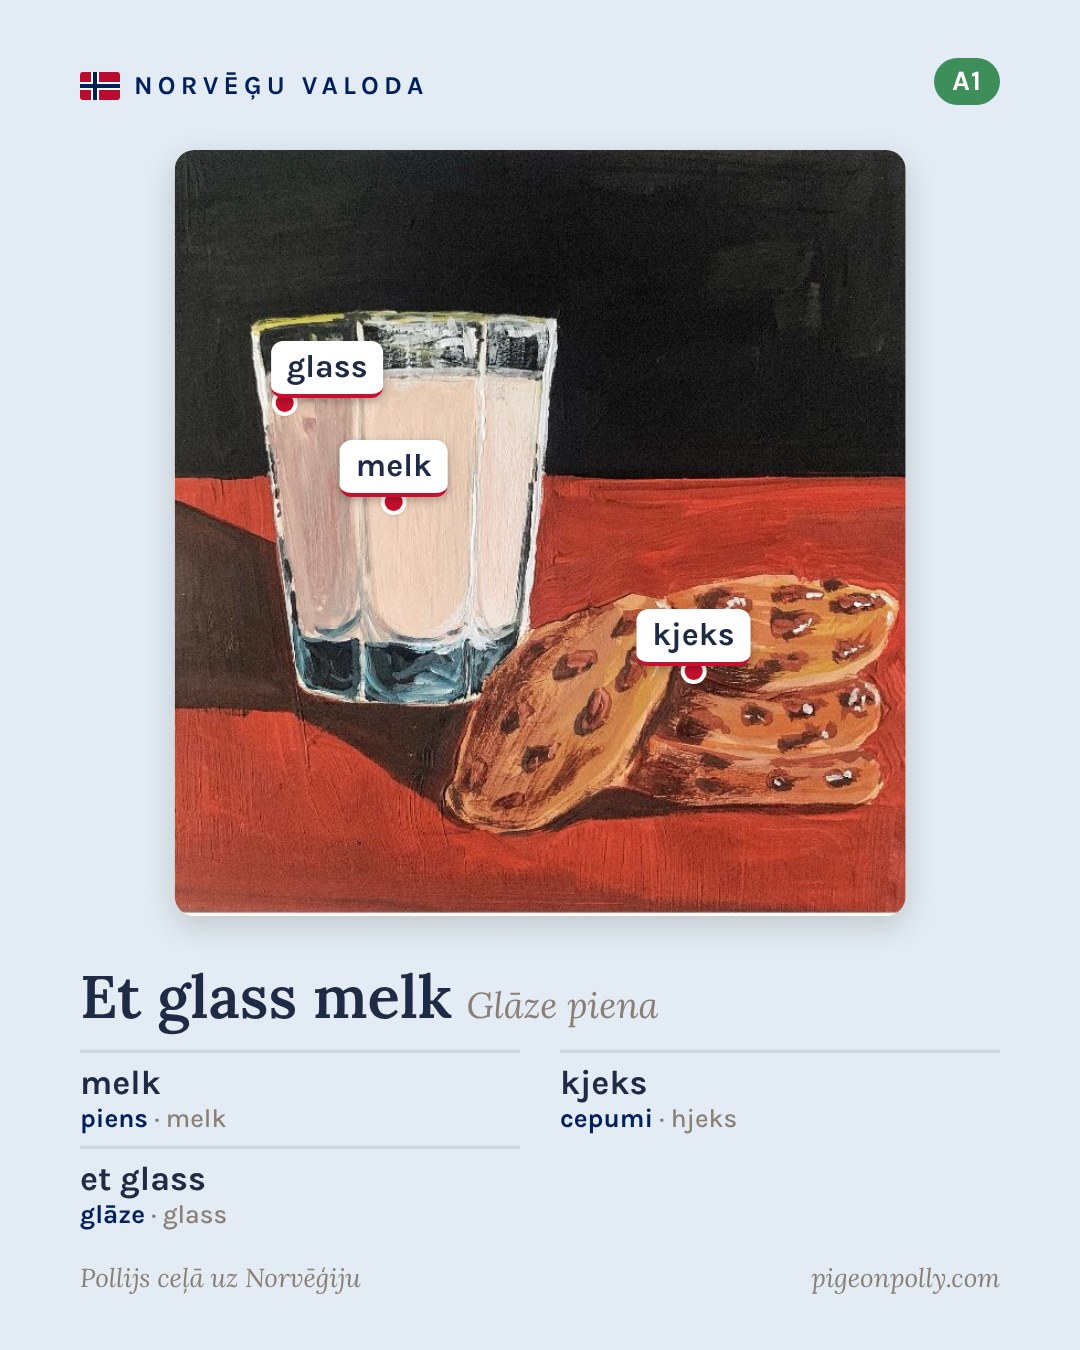 NORVĒĢU VALODA
A1
glass
melk
kjeks
Et glass melk Glāze piena
melk
piens · melk
kjeks
cepumi · hjeks
et glass
glāze · glass
Pollijs ceļā uz Norvēģiju
pigeonpolly.com